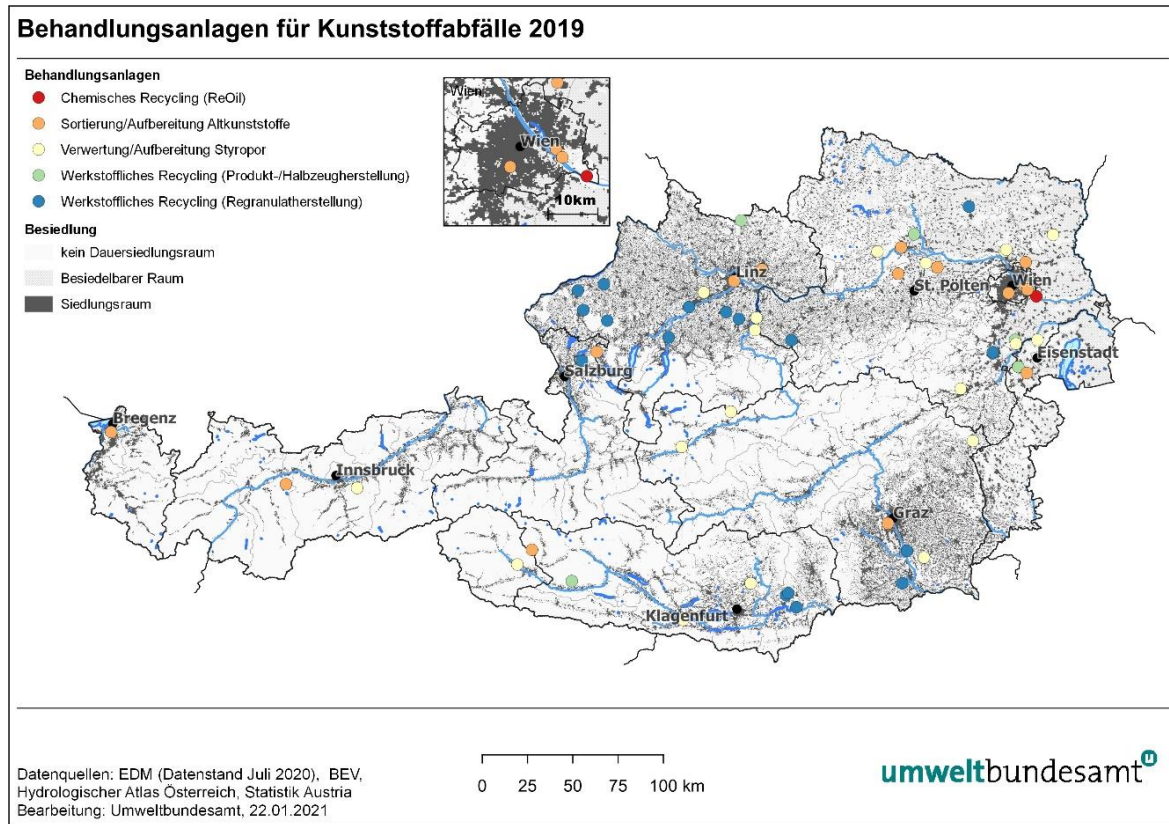 Behandlungsanlagen für Kunststoffabfälle 2019
Behandlungsanlagen
Chemisches Recycling (ReOil)
Sortierung/Aufbereitung Altkunststoffe
Verwertung/Aufbereitung Styropor
Werkstoffliches Recycling (Produkt-/Halbzeugherstellung)
Werkstoffliches Recycling (Regranulatherstellung)
Besiedlung
kein Dauersiedlungsraum
Besiedelbarer Raum
Siedlungsraum
Wien
Wien
10km
Linz
St. Pölten
Wien
Eisenstadt
Salzburg
Bregenz
Innsbruck
Graz
Klagenfurt
Datenquellen: EDM (Datenstand Juli 2020), BEV,
Hydrologischer Atlas Österreich, Statistik Austria
Bearbeitung: Umweltbundesamt, 22.01.2021
0 25 50 75 100 km
umweltbundesamt U